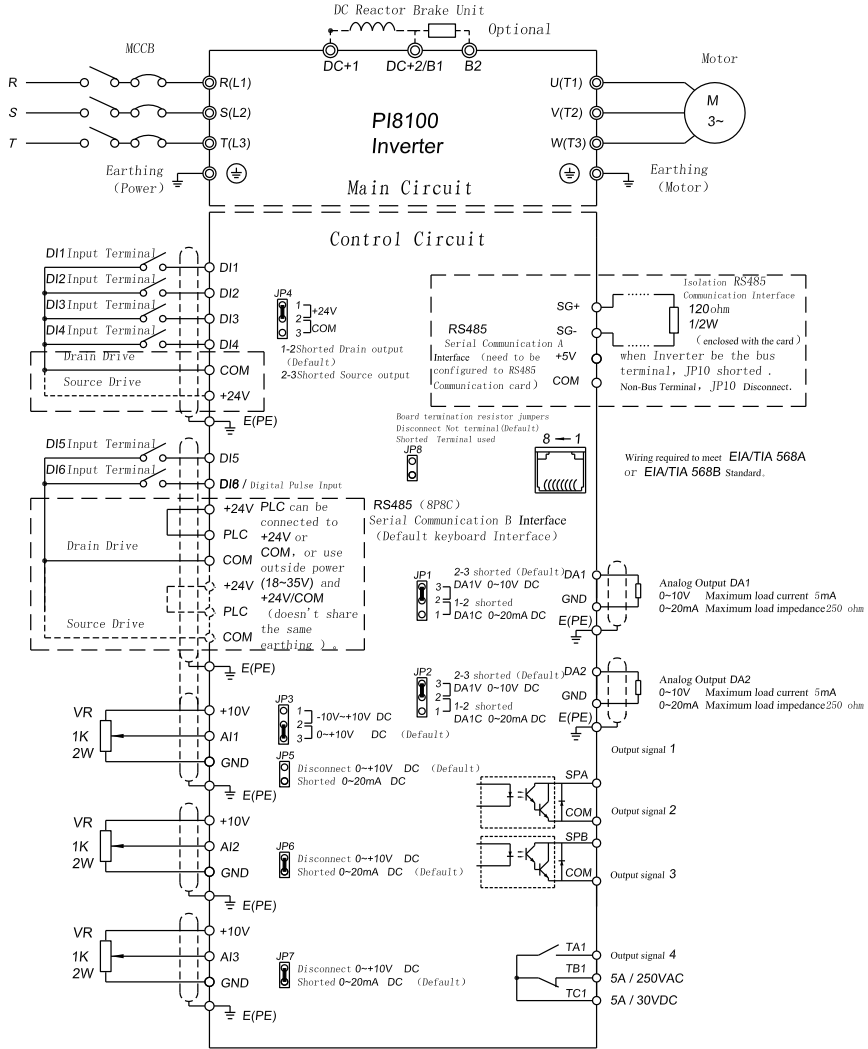 DC Reactor Brake Unit
Optional
MCCB
DC+1
DC+2/B1
B2
Motor
R
R(L1)
U(T1)
S
S(L2)
PI8100
V(T2)
M
3~
T
T(L3)
Inverter
W(T3)
Earthing
(Power)
Main Circuit
Earthing
(Motor)
Control Circuit
DI1 Input Terminal
DI1
DI2 Input Terminal
DI2
DI3 Input Terminal
DI3
DI4 Input Terminal
DI4
Drain Drive
COM
Source Drive
+24V
E(PE)
JP4
1
2
3
+24V
COM
1-2Shorted Drain output
(Default)
2-3Shorted Source output
RS485
Serial Communication A
Interface (need to be
configured to RS485
Communication card)
SG+
SG-
+5V
COM
Isolation RS485
Communication Interface
120ohm
1/2W
(enclosed with the card)
when Inverter be the bus
terminal, JP10 shorted .
Non-Bus Terminal, JP10 Disconnect.
Board termination resistor jumpers
Disconnect Not terminal(Default)
Shorted Terminal used
JP8
8 ← 1
Wiring required to meet EIA/TIA 568A
or EIA/TIA 568B Standard.
DI5 Input Terminal
DI5
DI6 Input Terminal
DI8 / Digital Pulse Input
+24V
PLC
Drain Drive
COM
+24V
PLC
Source Drive
COM
E(PE)
PLC can be
connected to
+24V or
COM, or use
outside power
(18~35V) and
+24V/COM
(doesn't share
the same
earthing ) 。
RS485 (8P8C)
Serial Communication B Interface
(Default keyboard Interface)
JP1
3
2
1
2-3 shorted (Default)
DA1V 0~10V DC
1-2 shorted
DA1C 0~20mA DC
DA1
GND
E(PE)
Analog Output DA1
0~10V Maximum load current 5mA
0~20mA Maximum load impedance250 ohm
JP2
3
2
1
2-3 shorted (Default)
DA1V 0~10V DC
1-2 shorted
DA1C 0~20mA DC
DA2
GND
E(PE)
Analog Output DA2
0~10V Maximum load current 5mA
0~20mA Maximum load impedance250 ohm
VR
1K
2W
+10V
AI1
GND
E(PE)
JP3
1
2
3
-10V~+10V DC
0~+10V DC (Default)
JP5
Disconnect 0~+10V DC (Default)
Shorted 0~20mA DC
Output signal 1
SPA
COM
Output signal 2
SPB
COM
Output signal 3
VR
1K
2W
+10V
AI2
GND
E(PE)
JP6
Disconnect 0~+10V DC
Shorted 0~20mA DC (Default)
VR
1K
2W
+10V
AI3
GND
E(PE)
JP7
Disconnect 0~+10V DC
Shorted 0~20mA DC (Default)
TA1
Output signal 4
TB1
5A / 250VAC
TC1
5A / 30VDC